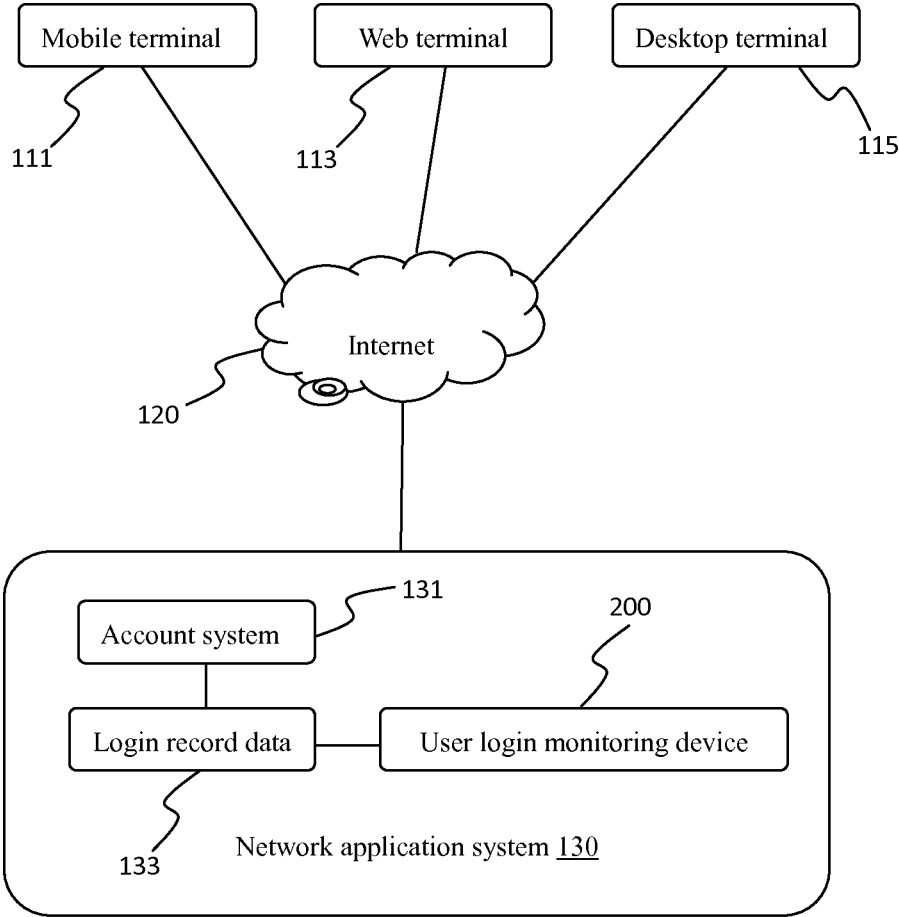 Mobile terminal
Web terminal
Desktop terminal
111
113
115
Internet
120
131
200
Account system
Login record data
User login monitoring device
133
Network application system 130